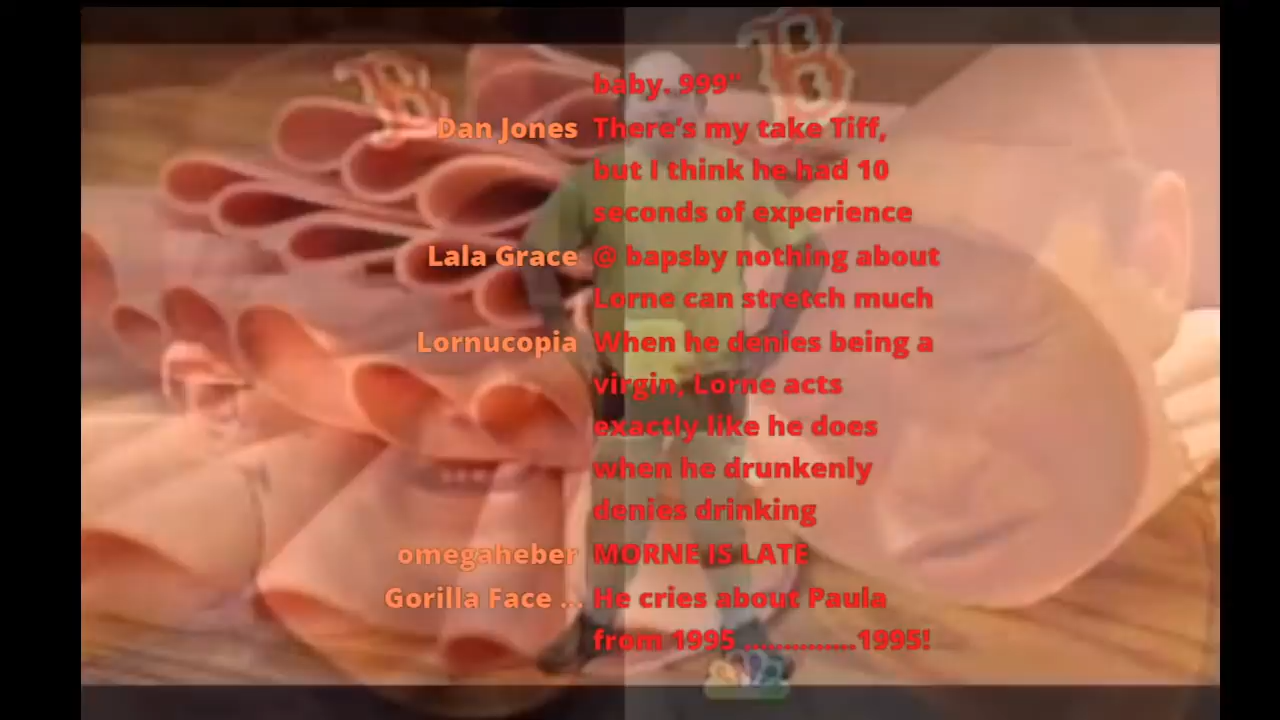 B
B
baby. 999"
Dan Jones There's my take Tiff,
but I think he had 10
seconds of experience
Lala Grace @ bapsby nothing about
Lorne can stretch much
Lornucopia When he denies being a
virgin, Lorne acts
exactly like he does
when he drunkenly
denies drinking
omegaheber MORNE IS LATE
Gorilla Face ... He cries about Paula
from 1995 ..............1995!